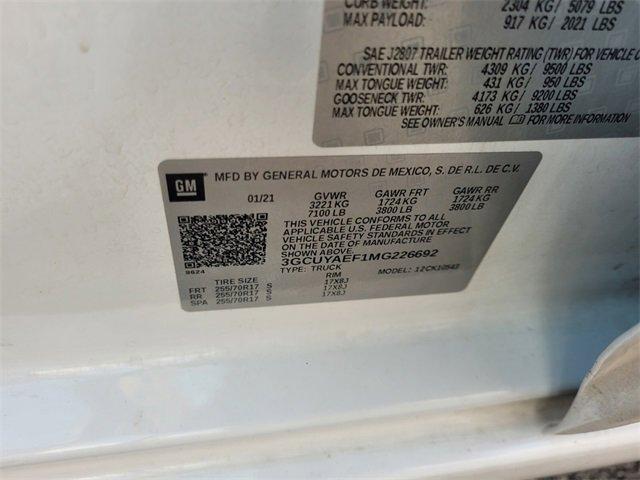 CURB WEIGHT: 2304 KG/ 5079 LBS
MAX PAYLOAD: 917 KG/ 2021 LBS
SAE J2807 TRAILER WEIGHT RATING (TWR) FOR VEHICLE
CONVENTIONAL TWR: 4309 KG/ 9500 LBS
MAX TONGUE WEIGHT: 431 KG/ 950 LBS
GOOSENECK TWR: 4173 KG/ 9200 LBS
MAX TONGUE WEIGHT: 626 KG/ 1380 LBS
SEE OWNER'S MANUAL FOR MORE INFORMATION
GM MFD BY GENERAL MOTORS DE MEXICO, S. DE R.L. DE C.V.
01/21 GVWR GAWR FRT GAWR RR
3221 KG 1724 KG 1724 KG
7100 LB 3800 LB 3800 LB
THIS VEHICLE CONFORMS TO ALL
APPLICABLE U.S. FEDERAL MOTOR
VEHICLE SAFETY STANDARDS IN EFFECT
ON THE DATE OF MANUFACTURE SHOWN ABOVE.
3GCUYAEF1MG226692
9624 TYPE: TRUCK MODEL: 12CK10543
TIRE SIZE RIM
FRT 255/70R17 S 17X8J
RR 255/70R17 S 17X8J
SPA 255/70R17 S 17X8J